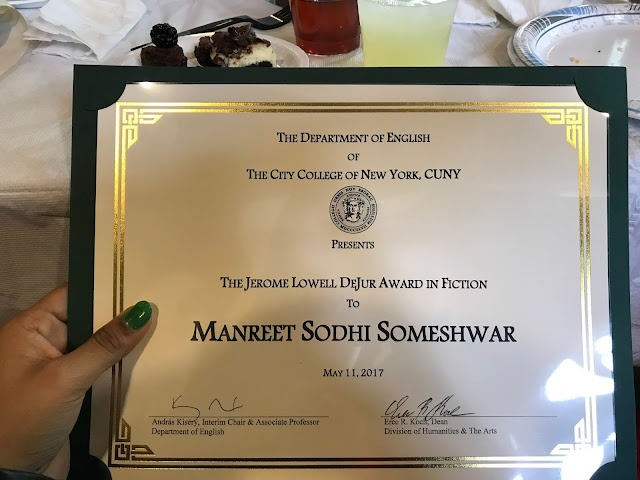 THE DEPARTMENT OF ENGLISH
OF
THE CITY COLLEGE OF NEW YORK, CUNY
PRESENTS
THE JEROME LOWELL DEJUR AWARD IN FICTION
TO
MANREET SODHI SOMESHWAR
MAY 11, 2017
András Kiséry, Interim Chair & Associate Professor
Department of English
Erec R. Koch, Dean
Division of Humanities & The Arts